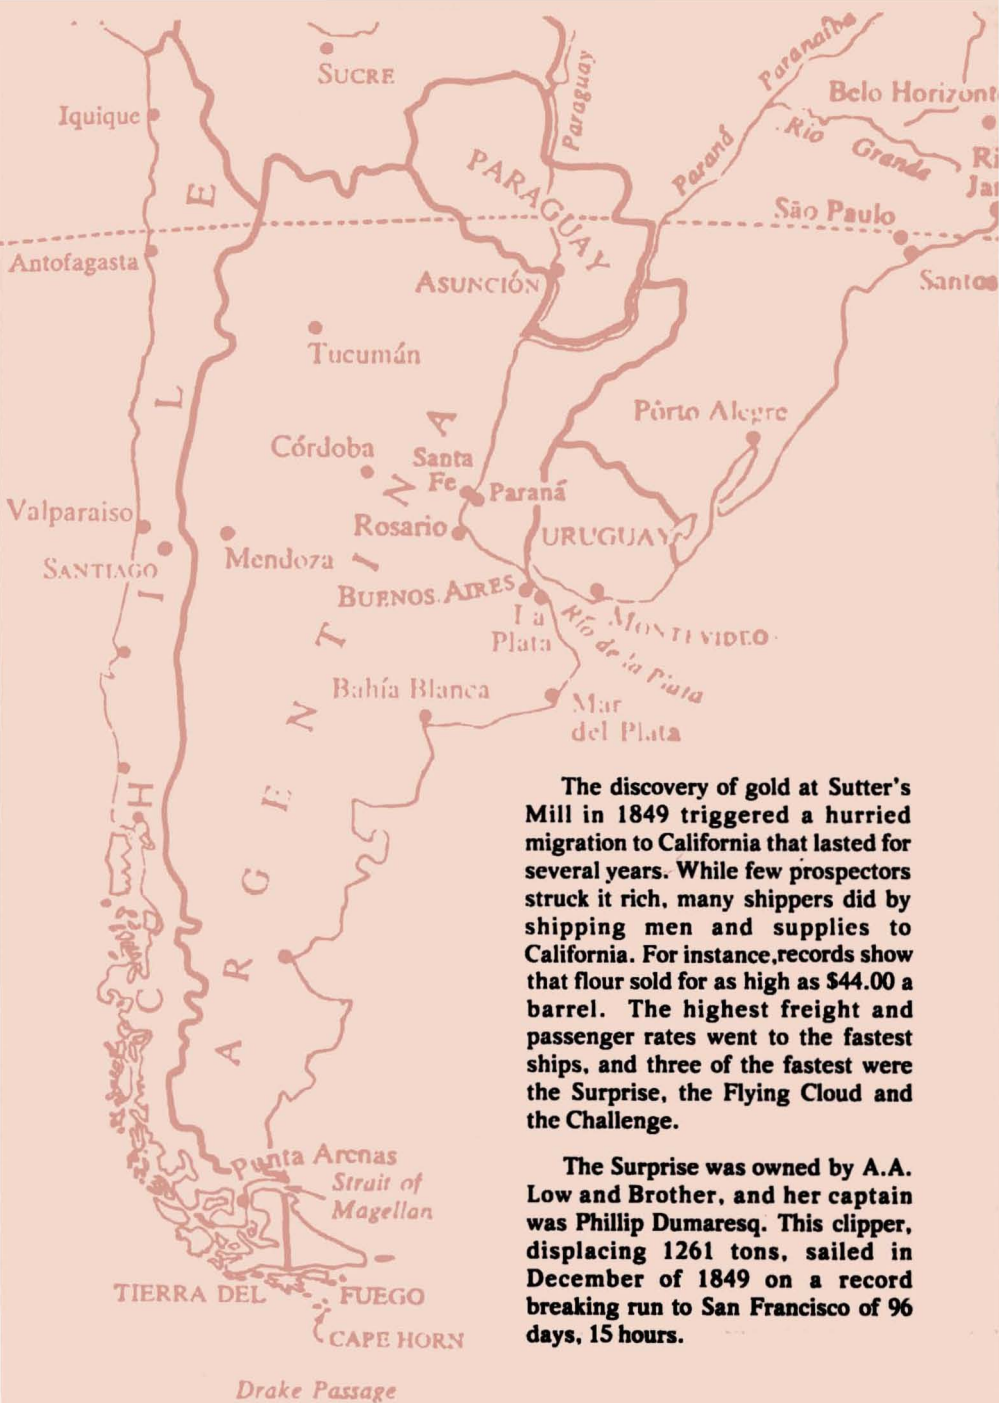 SUCRE
Paraguay
Paranaíba
Belo Horizont
Iquique
Rio Granda
Paraná
PARAGUAY
Ri
Jan
São Paulo
Antofagasta
ASUNCIÓN
Santos
Tucumán
CHILE
ARGENTINA
Pôrto Alegre
Córdoba
Santa
Fe
Paraná
Valparaiso
Rosario
URUGUAY
SANTIAGO
Mendoza
BUENOS AIRES
La
Plata
MONTEVIDEO
Río de la Plata
Bahía Blanca
Mar
del Plata
The discovery of gold at Sutter's
Mill in 1849 triggered a hurried
migration to California that lasted for
several years. While few prospectors
struck it rich, many shippers did by
shipping men and supplies to
California. For instance,records show
that flour sold for as high as $44.00 a
barrel. The highest freight and
passenger rates went to the fastest
ships, and three of the fastest were
the Surprise, the Flying Cloud and
the Challenge.
The Surprise was owned by A.A.
Low and Brother, and her captain
was Phillip Dumaresq. This clipper,
displacing 1261 tons, sailed in
December of 1849 on a record
breaking run to San Francisco of 96
days, 15 hours.
Punta Arenas
Strait of
Magellan
TIERRA DEL FUEGO
CAPE HORN
Drake Passage